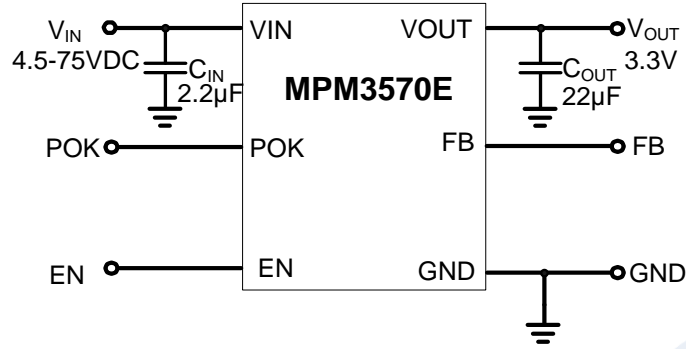 VIN VIN VOUT VOUT
4.5-75VDC CIN MPM3570E COUT 3.3V
2.2µF 22µF
POK POK FB FB
EN EN GND GND